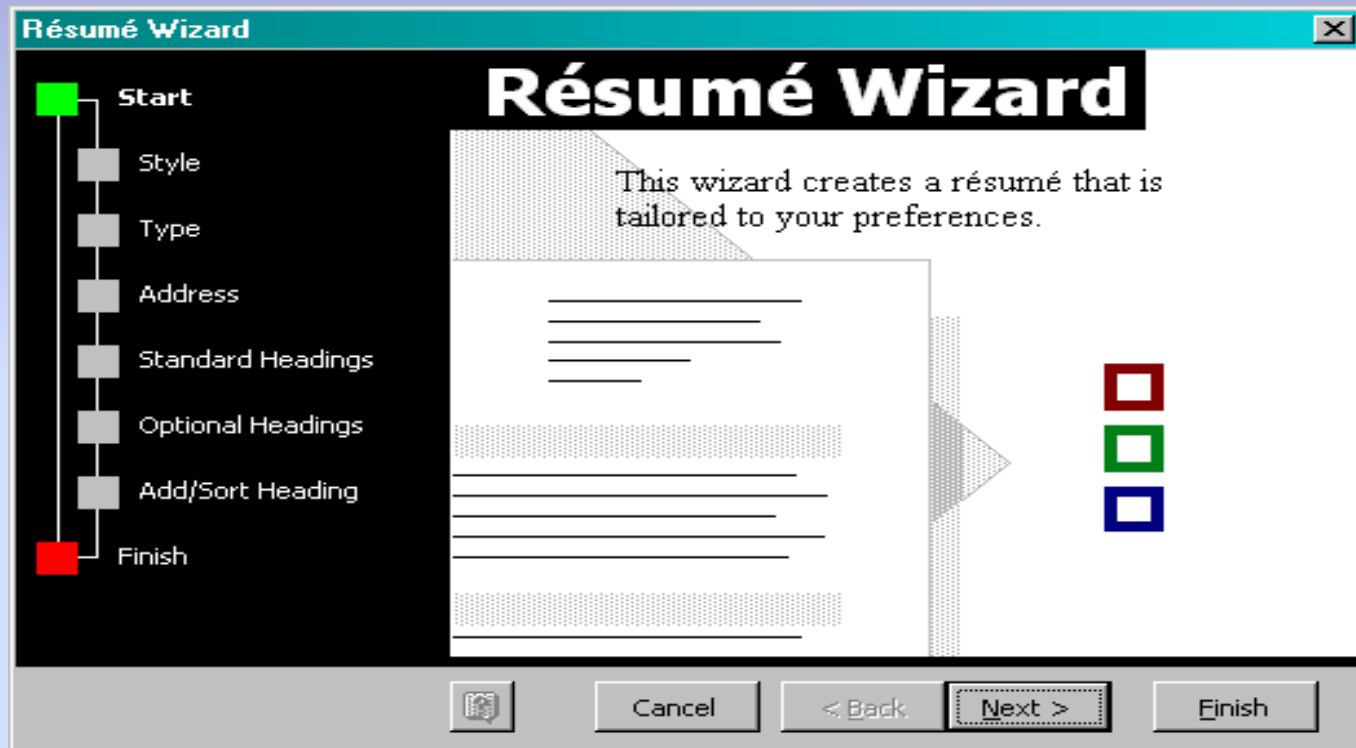 Résumé Wizard
Start
Style
Type
Address
Standard Headings
Optional Headings
Add/Sort Heading
Finish
Résumé Wizard
This wizard creates a résumé that is
tailored to your preferences.
Cancel
< Back
Next >
Finish